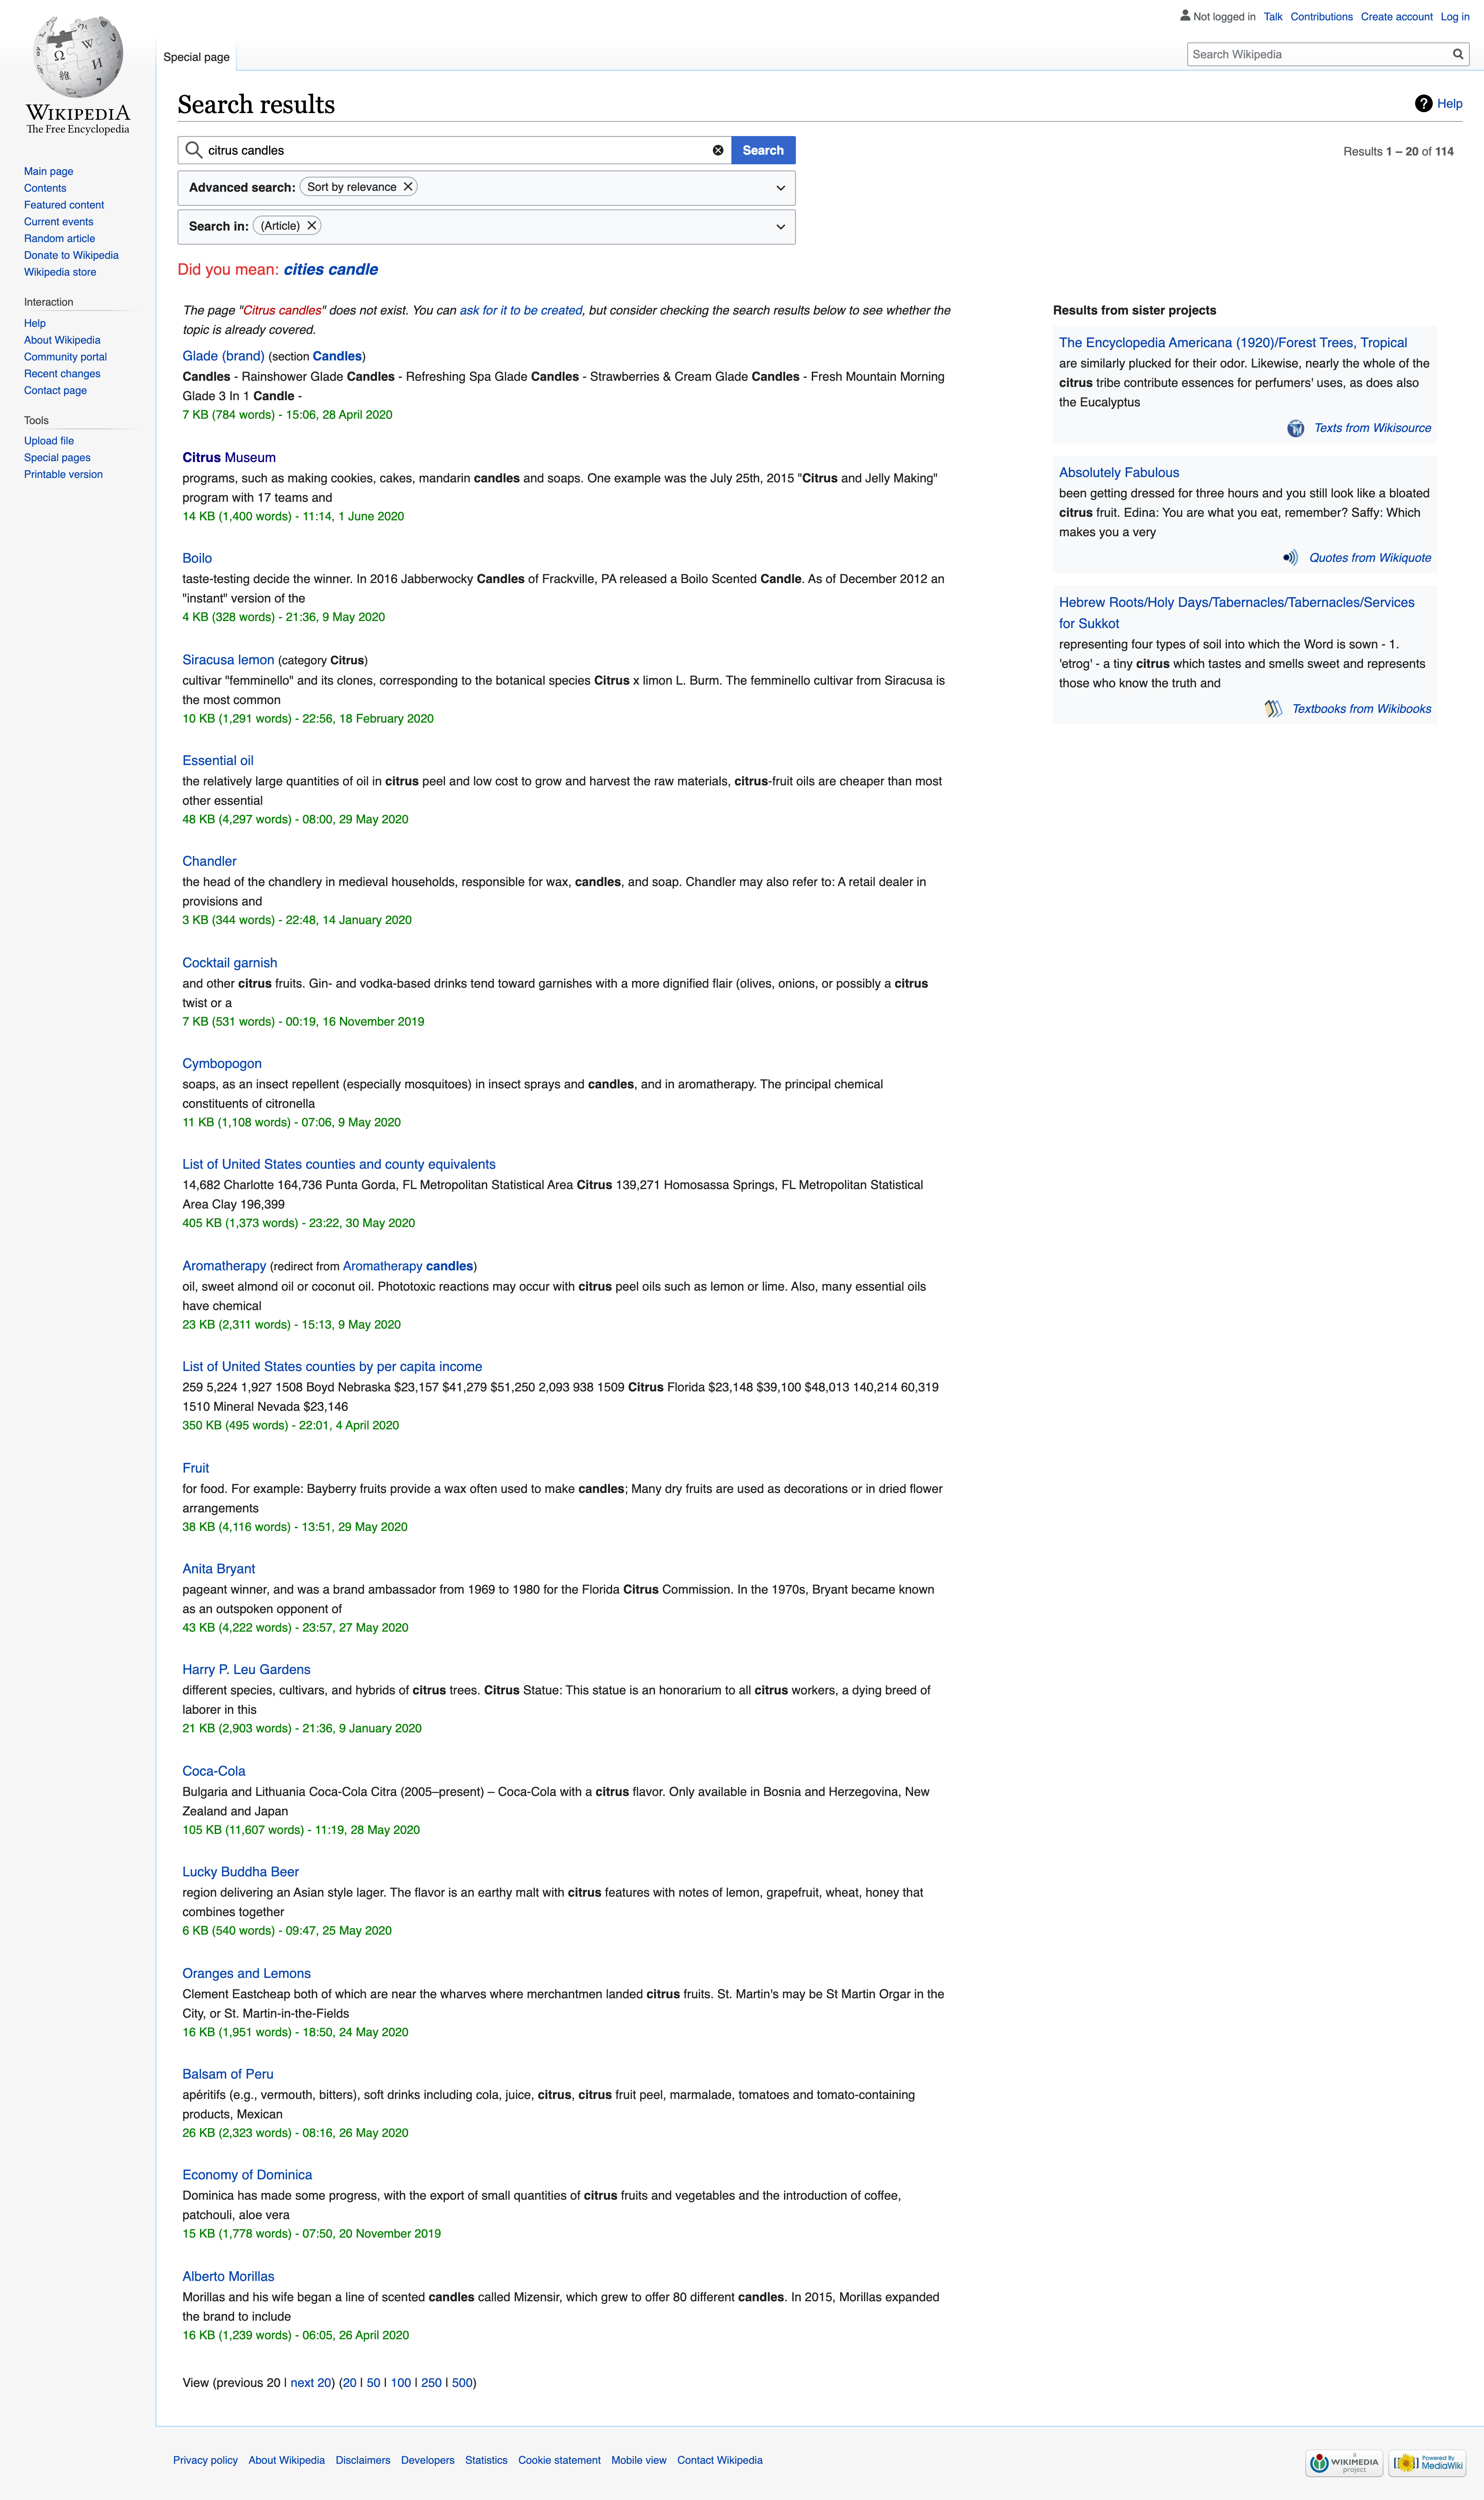 Not logged in Talk Contributions Create account Log in
Special page
Search Wikipedia
WIKIPEDIA
The Free Encyclopedia
Main page
Contents
Featured content
Current events
Random article
Donate to Wikipedia
Wikipedia store
Interaction
Help
About Wikipedia
Community portal
Recent changes
Contact page
Tools
Upload file
Special pages
Printable version
Search results
Help
citrus candles
Search
Results 1 – 20 of 114
Advanced search: Sort by relevance
Search in: (Article)
Did you mean: cities candle
The page "Citrus candles" does not exist. You can ask for it to be created, but consider checking the search results below to see whether the
topic is already covered.
Glade (brand) (section Candles)
Candles - Rainshower Glade Candles - Refreshing Spa Glade Candles - Strawberries & Cream Glade Candles - Fresh Mountain Morning
Glade 3 In 1 Candle -
7 KB (784 words) - 15:06, 28 April 2020
Citrus Museum
programs, such as making cookies, cakes, mandarin candles and soaps. One example was the July 25th, 2015 "Citrus and Jelly Making"
program with 17 teams and
14 KB (1,400 words) - 11:14, 1 June 2020
Boilo
taste-testing decide the winner. In 2016 Jabberwocky Candles of Frackville, PA released a Boilo Scented Candle. As of December 2012 an
"instant" version of the
4 KB (328 words) - 21:36, 9 May 2020
Siracusa lemon (category Citrus)
cultivar "femminello" and its clones, corresponding to the botanical species Citrus x limon L. Burm. The femminello cultivar from Siracusa is
the most common
10 KB (1,291 words) - 22:56, 18 February 2020
Essential oil
the relatively large quantities of oil in citrus peel and low cost to grow and harvest the raw materials, citrus-fruit oils are cheaper than most
other essential
48 KB (4,297 words) - 08:00, 29 May 2020
Chandler
the head of the chandlery in medieval households, responsible for wax, candles, and soap. Chandler may also refer to: A retail dealer in
provisions and
3 KB (344 words) - 22:48, 14 January 2020
Cocktail garnish
and other citrus fruits. Gin- and vodka-based drinks tend toward garnishes with a more dignified flair (olives, onions, or possibly a citrus
twist or a
7 KB (531 words) - 00:19, 16 November 2019
Cymbopogon
soaps, as an insect repellent (especially mosquitoes) in insect sprays and candles, and in aromatherapy. The principal chemical
constituents of citronella
11 KB (1,108 words) - 07:06, 9 May 2020
List of United States counties and county equivalents
14,682 Charlotte 164,736 Punta Gorda, FL Metropolitan Statistical Area Citrus 139,271 Homosassa Springs, FL Metropolitan Statistical
Area Clay 196,399
405 KB (1,373 words) - 23:22, 30 May 2020
Aromatherapy (redirect from Aromatherapy candles)
oil, sweet almond oil or coconut oil. Phototoxic reactions may occur with citrus peel oils such as lemon or lime. Also, many essential oils
have chemical
23 KB (2,311 words) - 15:13, 9 May 2020
List of United States counties by per capita income
259 5,224 1,927 1508 Boyd Nebraska $23,157 $41,279 $51,250 2,093 938 1509 Citrus Florida $23,148 $39,100 $48,013 140,214 60,319
1510 Mineral Nevada $23,146
350 KB (495 words) - 22:01, 4 April 2020
Fruit
for food. For example: Bayberry fruits provide a wax often used to make candles; Many dry fruits are used as decorations or in dried flower
arrangements
38 KB (4,116 words) - 13:51, 29 May 2020
Anita Bryant
pageant winner, and was a brand ambassador from 1969 to 1980 for the Florida Citrus Commission. In the 1970s, Bryant became known
as an outspoken opponent of
43 KB (4,222 words) - 23:57, 27 May 2020
Harry P. Leu Gardens
different species, cultivars, and hybrids of citrus trees. Citrus Statue: This statue is an honorarium to all citrus workers, a dying breed of
laborer in this
21 KB (2,903 words) - 21:36, 9 January 2020
Coca-Cola
Bulgaria and Lithuania Coca-Cola Citra (2005–present) – Coca-Cola with a citrus flavor. Only available in Bosnia and Herzegovina, New
Zealand and Japan
105 KB (11,607 words) - 11:19, 28 May 2020
Lucky Buddha Beer
region delivering an Asian style lager. The flavor is an earthy malt with citrus features with notes of lemon, grapefruit, wheat, honey that
combines together
6 KB (540 words) - 09:47, 25 May 2020
Oranges and Lemons
Clement Eastcheap both of which are near the wharves where merchantmen landed citrus fruits. St. Martin's may be St Martin Orgar in the
City, or St. Martin-in-the-Fields
16 KB (1,951 words) - 18:50, 24 May 2020
Balsam of Peru
apéritifs (e.g., vermouth, bitters), soft drinks including cola, juice, citrus, citrus fruit peel, marmalade, tomatoes and tomato-containing
products, Mexican
26 KB (2,323 words) - 08:16, 26 May 2020
Economy of Dominica
Dominica has made some progress, with the export of small quantities of citrus fruits and vegetables and the introduction of coffee,
patchouli, aloe vera
15 KB (1,778 words) - 07:50, 20 November 2019
Alberto Morillas
Morillas and his wife began a line of scented candles called Mizensir, which grew to offer 80 different candles. In 2015, Morillas expanded
the brand to include
16 KB (1,239 words) - 06:05, 26 April 2020
View (previous 20 | next 20) (20 | 50 | 100 | 250 | 500)
Results from sister projects
The Encyclopedia Americana (1920)/Forest Trees, Tropical
are similarly plucked for their odor. Likewise, nearly the whole of the
citrus tribe contribute essences for perfumers' uses, as does also
the Eucalyptus
Texts from Wikisource
Absolutely Fabulous
been getting dressed for three hours and you still look like a bloated
citrus fruit. Edina: You are what you eat, remember? Saffy: Which
makes you a very
Quotes from Wikiquote
Hebrew Roots/Holy Days/Tabernacles/Tabernacles/Services
for Sukkot
representing four types of soil into which the Word is sown - 1.
'etrog' - a tiny citrus which tastes and smells sweet and represents
those who know the truth and
Textbooks from Wikibooks
Privacy policy About Wikipedia Disclaimers Developers Statistics Cookie statement Mobile view Contact Wikipedia
a
WIKIMEDIA
project
Powered By
MediaWiki